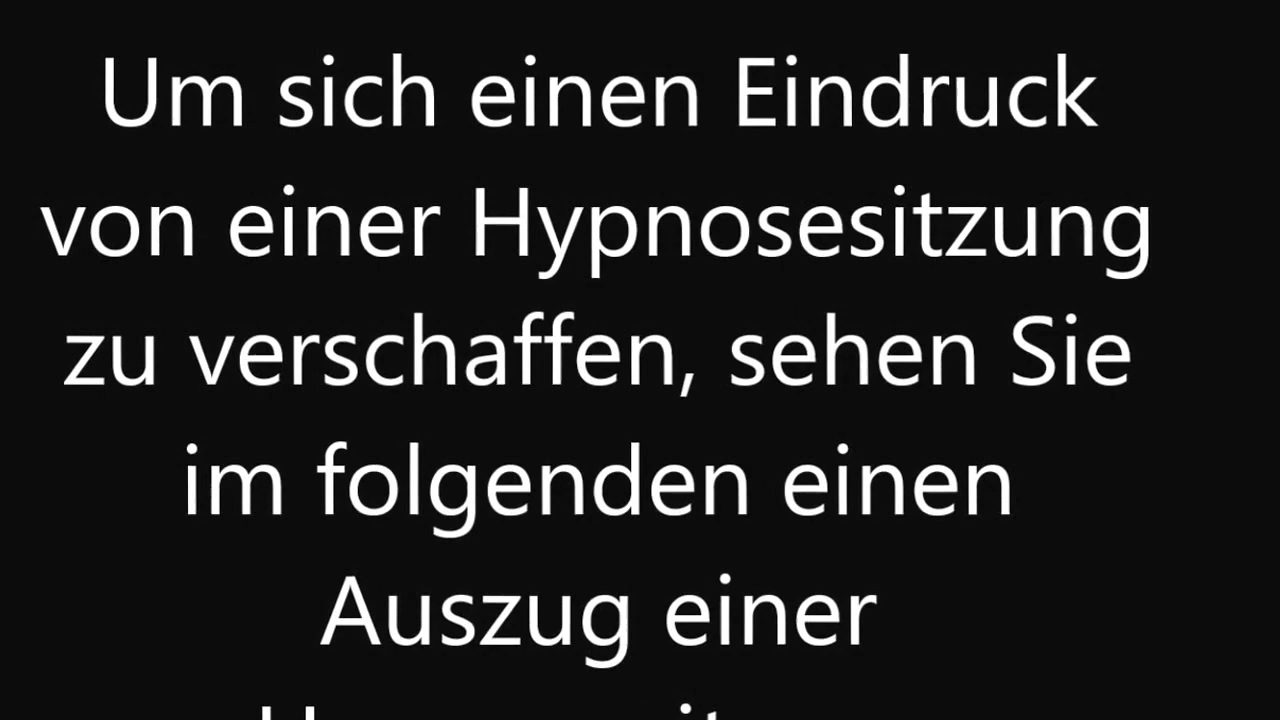 Um sich einen Eindruck
von einer Hypnosesitzung
zu verschaffen, sehen Sie
im folgenden einen
Auszug einer